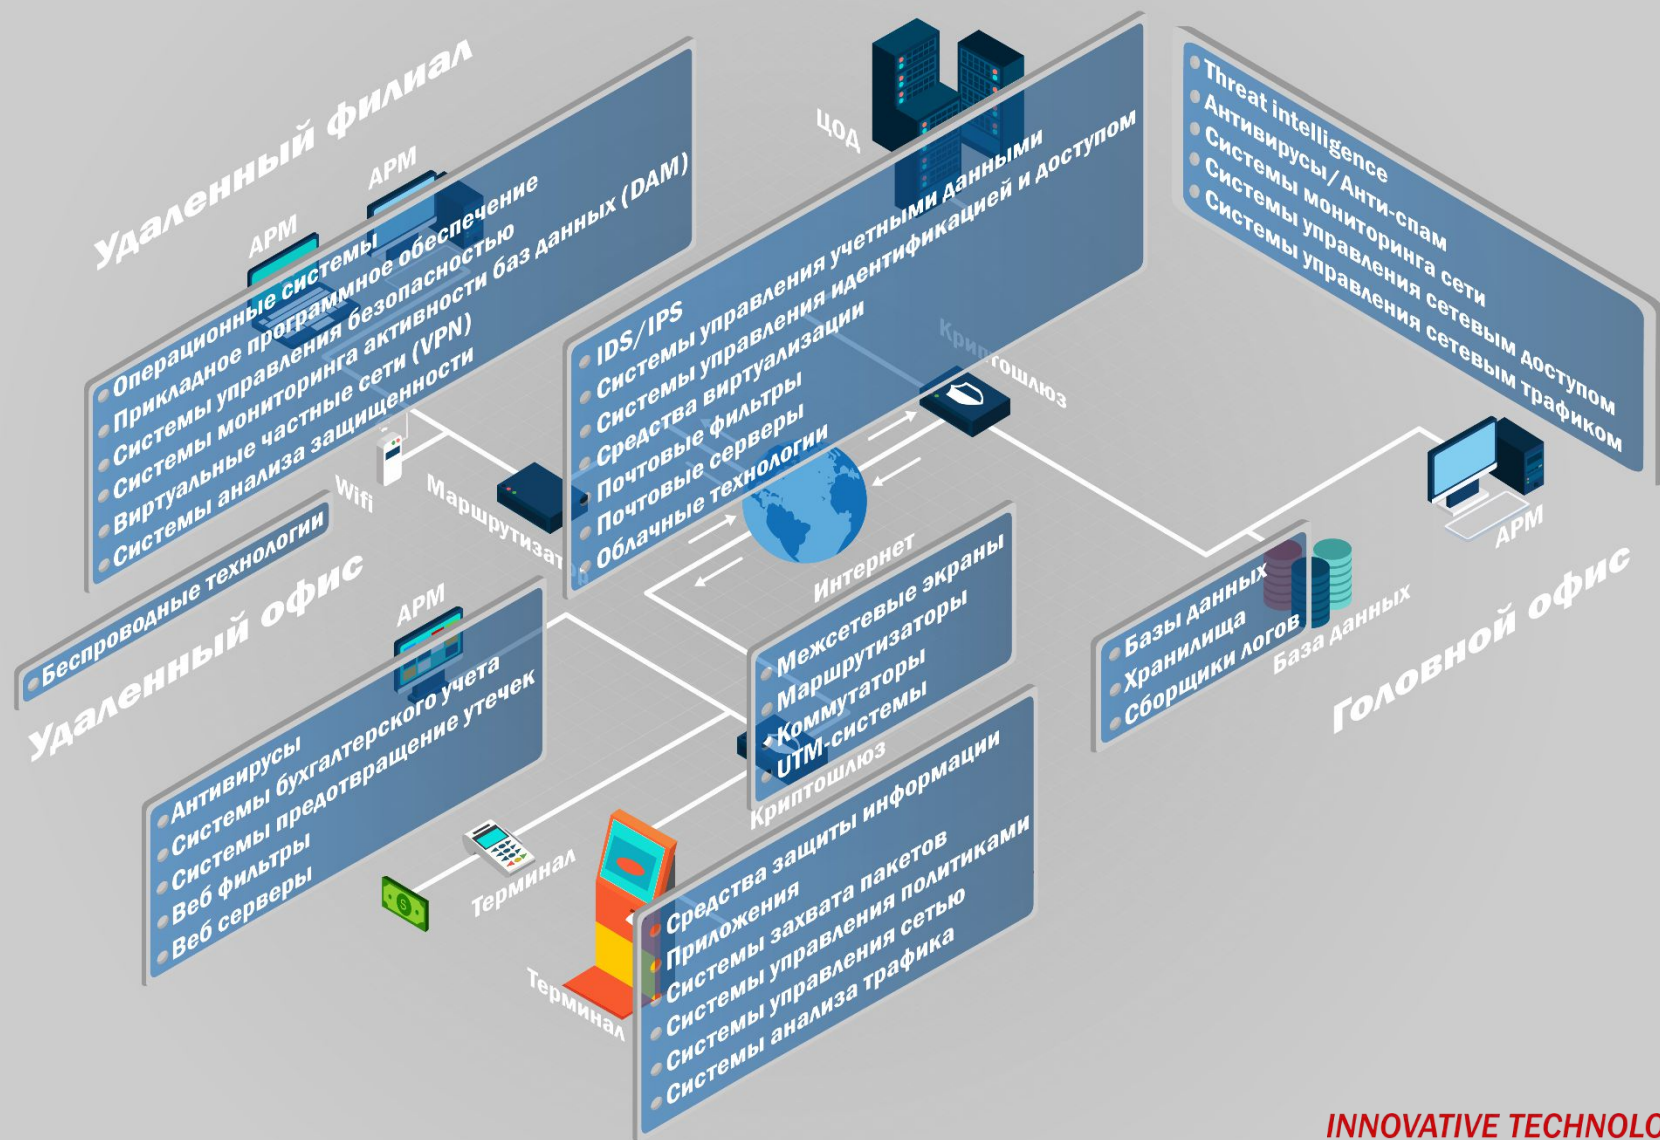 Удаленный филиал
АРМ
АРМ
Операционные системы
Прикладное программное обеспечение
Системы управления безопасностью
Системы мониторинга активности баз данных (DAM)
Виртуальные частные сети (VPN)
Системы анализа защищенности
Wifi
Маршрутизатор
ЦОД
IDS/IPS
Системы управления учетными данными
Системы управления идентификацией и доступом
Средства виртуализации
Почтовые фильтры
Почтовые серверы
Облачные технологии
Криптошлюз
Threat intelligence
Антивирусы/Анти-спам
Системы мониторинга сети
Системы управления сетевым доступом
Системы управления сетевым трафиком
АРМ
Интернет
Беспроводные технологии
Удаленный офис
АРМ
Антивирусы
Системы бухгалтерского учета
Системы предотвращение утечек
Веб фильтры
Веб серверы
Межсетевые экраны
Маршрутизаторы
Коммутаторы
UTM-системы
Криптошлюз
Базы данных
Хранилища
Сборщики логов
База данных
Головной офис
Терминал
Терминал
Средства защиты информации
Приложения
Системы захвата пакетов
Системы управления политиками
Системы управления сетью
Системы анализа трафика
INNOVATIVE TECHNOLO